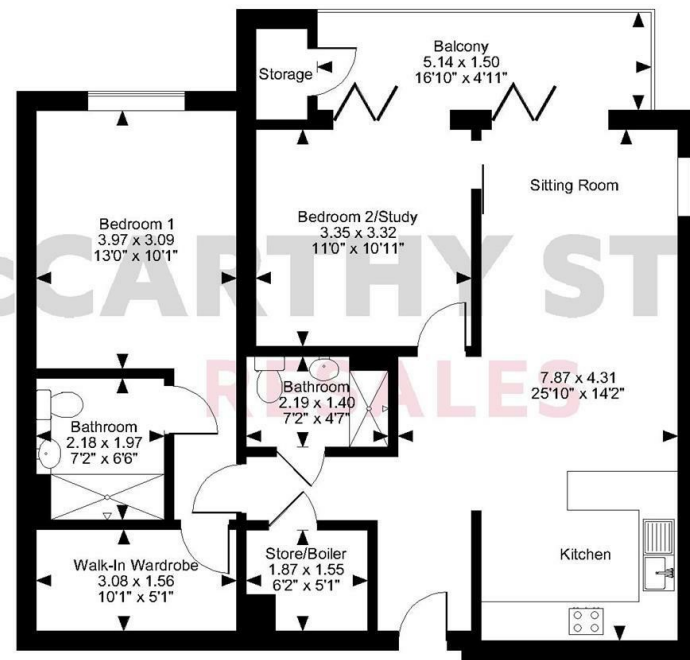 Balcony
5.14 x 1.50
16'10" x 4'11"
Storage
Sitting Room
Bedroom 1
3.97 x 3.09
13'0" x 10'1"
Bedroom 2/Study
3.35 x 3.32
11'0" x 10'11"
cCARTHY ST
RESALES
Bathroom
2.19 x 1.40
7'2" x 4'7"
7.87 x 4.31
25'10" x 14'2"
Bathroom
2.18 x 1.97
7'2" x 6'6"
Walk-In Wardrobe
3.08 x 1.56
10'1" x 5'1"
Store/Boiler
1.87 x 1.55
6'2" x 5'1"
Kitchen